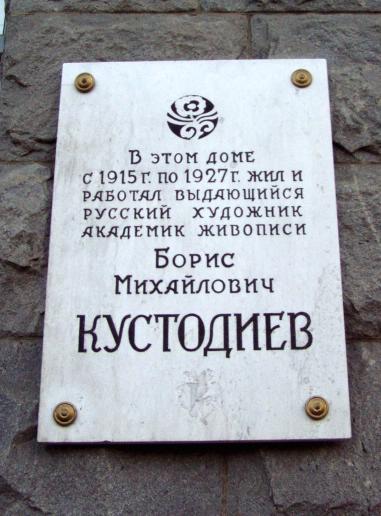 В ЭТОМ ДОМЕ
С 1915 Г. ПО 1927 Г. ЖИЛ И
РАБОТАЛ ВЫДАЮЩИЙСЯ
РУССКИЙ ХУДОЖНИК
АКАДЕМИК ЖИВОПИСИ
БОРИС
МИХАЙЛОВИЧ
КУСТОДИЕВ